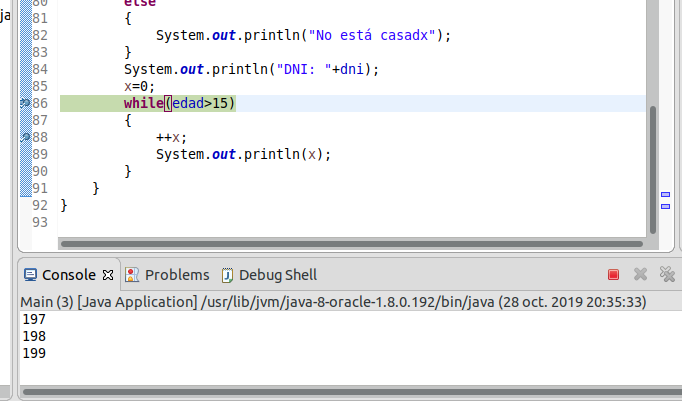 ja
80 else
81 {
82 System.out.println("No está casadx");
83 }
84 System.out.println("DNI: "+dni);
85 x=0;
86 while(edad>15)
87 {
88 ++x;
89 System.out.println(x);
90 }
91 }
92 }
93
Console Problems Debug Shell
Main (3) [Java Application] /usr/lib/jvm/java-8-oracle-1.8.0.192/bin/java (28 oct. 2019 20:35:33)
197
198
199